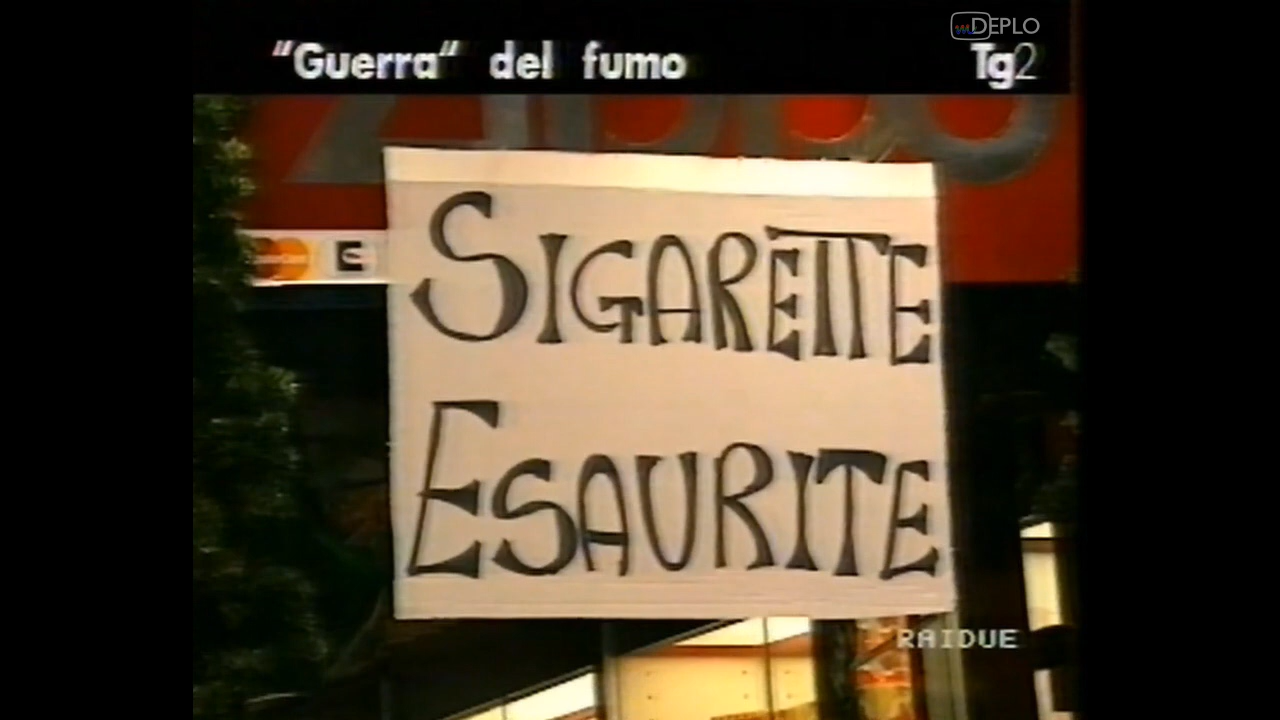 DEPLO
"Guerra" del fumo
Tg2
SIGARETTE
ESAURITE
RAIDUE